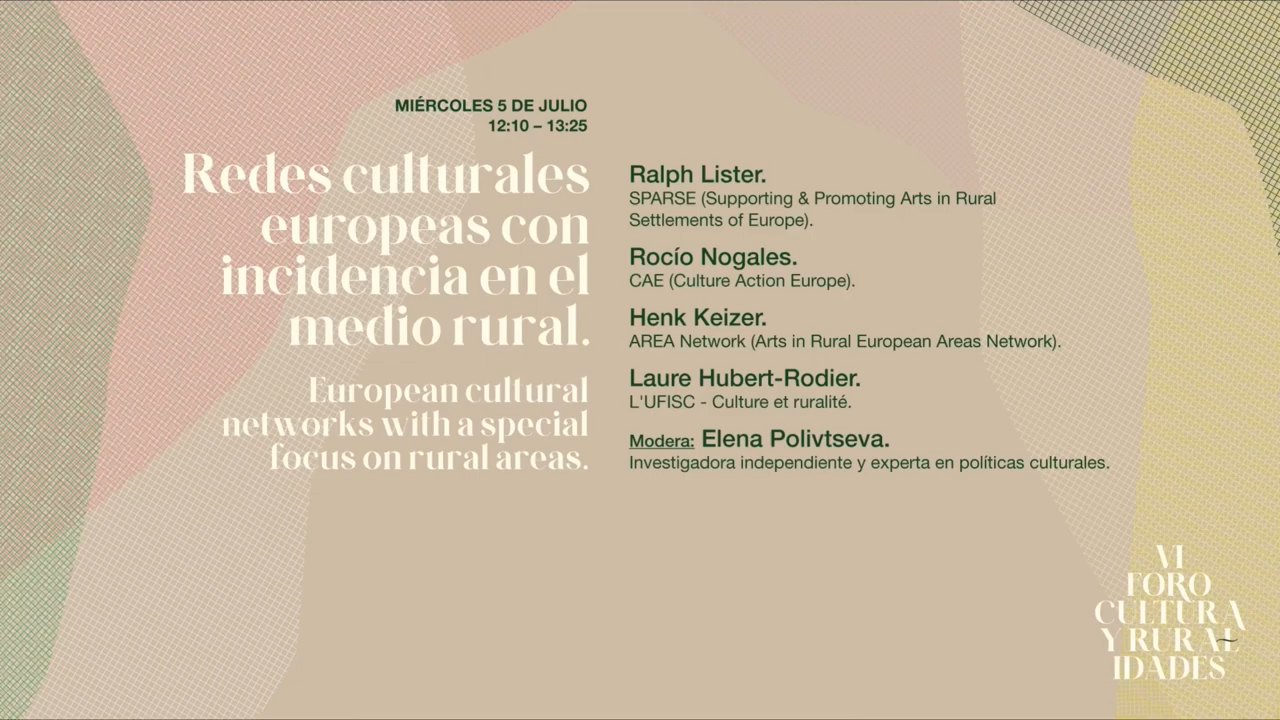 MIÉRCOLES 5 DE JULIO
12:10 – 13:25
Redes culturales
europeas con
incidencia en el
medio rural.
European cultural
networks with a special
focus on rural areas.
Ralph Lister.
SPARSE (Supporting & Promoting Arts in Rural
Settlements of Europe).
Rocío Nogales.
CAE (Culture Action Europe).
Henk Keizer.
AREA Network (Arts in Rural European Areas Network).
Laure Hubert-Rodier.
L'UFISC - Culture et ruralité.
Modera: Elena Polivtseva.
Investigadora independiente y experta en políticas culturales.
VI
FORO
CULTURA
Y RURAL
IDADES